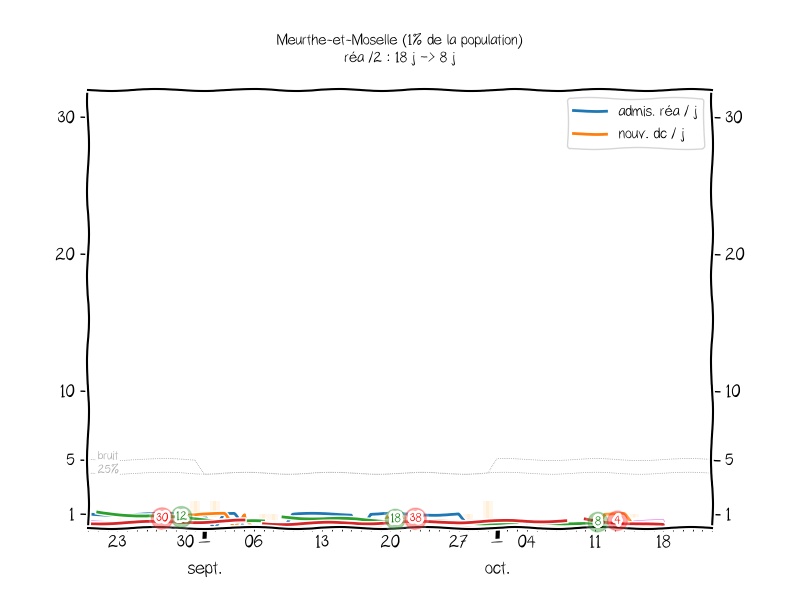 Meurthe-et-Moselle (1% de la population)
réa /2 : 18 j -> 8 j
admis. réa / j
nouv. dc / j
30 30
20 20
10 10
5 5
1 1
bruit
25%
30 12 18 38 8 4
23 30 06 13 20 27 04 11 18
sept. oct.